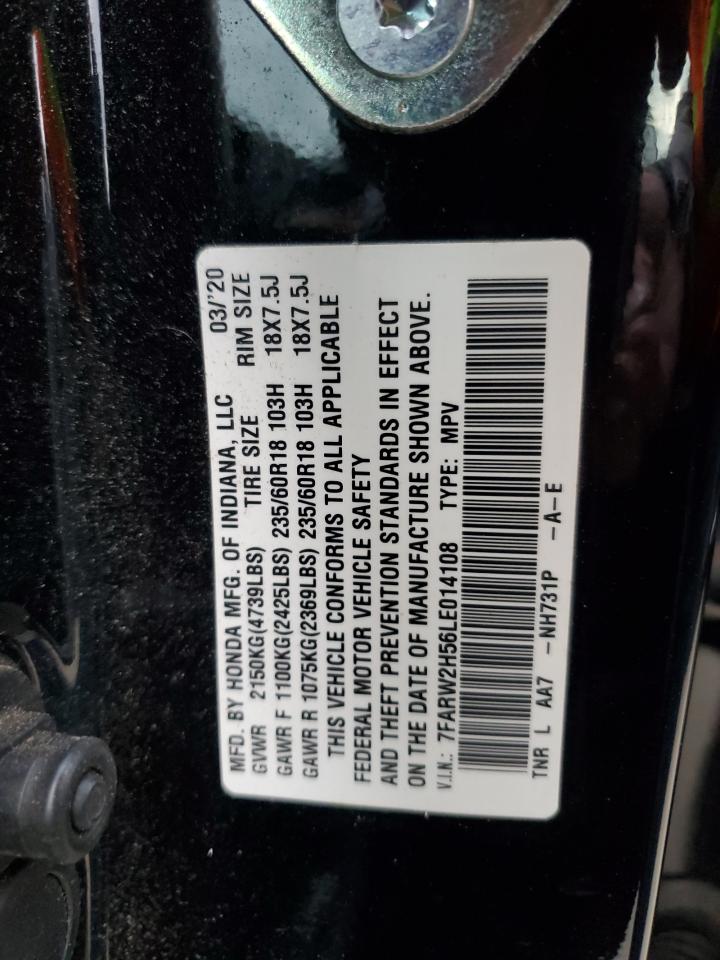 MFD. BY HONDA MFG. OF INDIANA, LLC 03/'20
GVWR 2150KG(4739LBS) TIRE SIZE RIM SIZE
GAWR F 1100KG(2425LBS) 235/60R18 103H 18X7.5J
GAWR R 1075KG(2369LBS) 235/60R18 103H 18X7.5J
THIS VEHICLE CONFORMS TO ALL APPLICABLE
FEDERAL MOTOR VEHICLE SAFETY
AND THEFT PREVENTION STANDARDS IN EFFECT
ON THE DATE OF MANUFACTURE SHOWN ABOVE.
V.I.N.: 7FARW2H56LE014108 TYPE: MPV
TNR L AA7 -NH731P -A-E